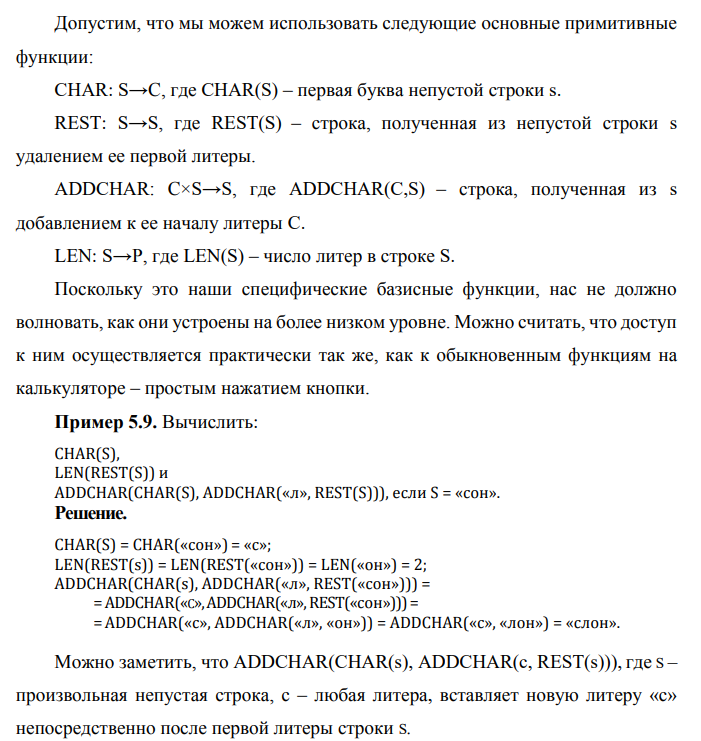 Допустим, что мы можем использовать следующие основные примитивные
функции:
CHAR: S→C, где CHAR(S) – первая буква непустой строки s.
REST: S→S, где REST(S) – строка, полученная из непустой строки s
удалением ее первой литеры.
ADDCHAR: C×S→S, где ADDCHAR(C,S) – строка, полученная из s
добавлением к ее началу литеры C.
LEN: S→P, где LEN(S) – число литер в строке S.
Поскольку это наши специфические базисные функции, нас не должно
волновать, как они устроены на более низком уровне. Можно считать, что доступ
к ним осуществляется практически так же, как к обыкновенным функциям на
калькуляторе – простым нажатием кнопки.
Пример 5.9. Вычислить:
CHAR(S),
LEN(REST(S)) и
ADDCHAR(CHAR(S), ADDCHAR(«л», REST(S))), если S = «сон».
Решение.
CHAR(S) = CHAR(«сон») = «с»;
LEN(REST(s)) = LEN(REST(«сон»)) = LEN(«он») = 2;
ADDCHAR(CHAR(s), ADDCHAR(«л», REST(«сон»))) =
= ADDCHAR(«С», ADDCHAR(«л», REST(«сон»))) =
= ADDCHAR(«с», ADDCHAR(«л», «он»)) = ADDCHAR(«с», «лон») = «слон».
Можно заметить, что ADDCHAR(CHAR(s), ADDCHAR(c, REST(s))), где s –
произвольная непустая строка, с – любая литера, вставляет новую литеру «с»
непосредственно после первой литеры строки s.